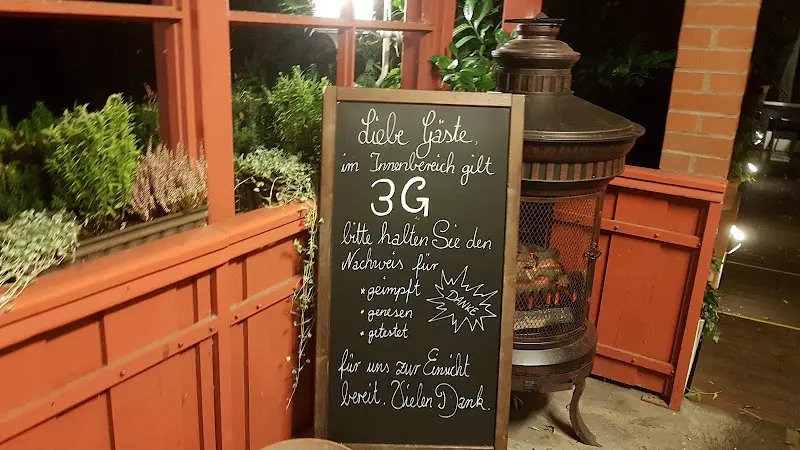 Liebe Gäste,
im Innenbereich gilt
3G
bitte halten Sie den
Nachweis für
* geimpft
* genesen
* getestet
DANKE
für uns zur Einsicht
bereit. Vielen Dank.